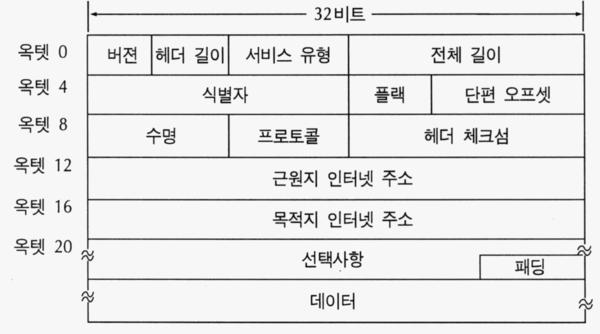 32비트
옥텟 0 버젼 헤더 길이 서비스 유형 전체 길이
옥텟 4 식별자 플랙 단편 오프셋
옥텟 8 수명 프로토콜 헤더 체크섬
옥텟 12 근원지 인터넷 주소
옥텟 16 목적지 인터넷 주소
옥텟 20 선택사항 패딩
데이터